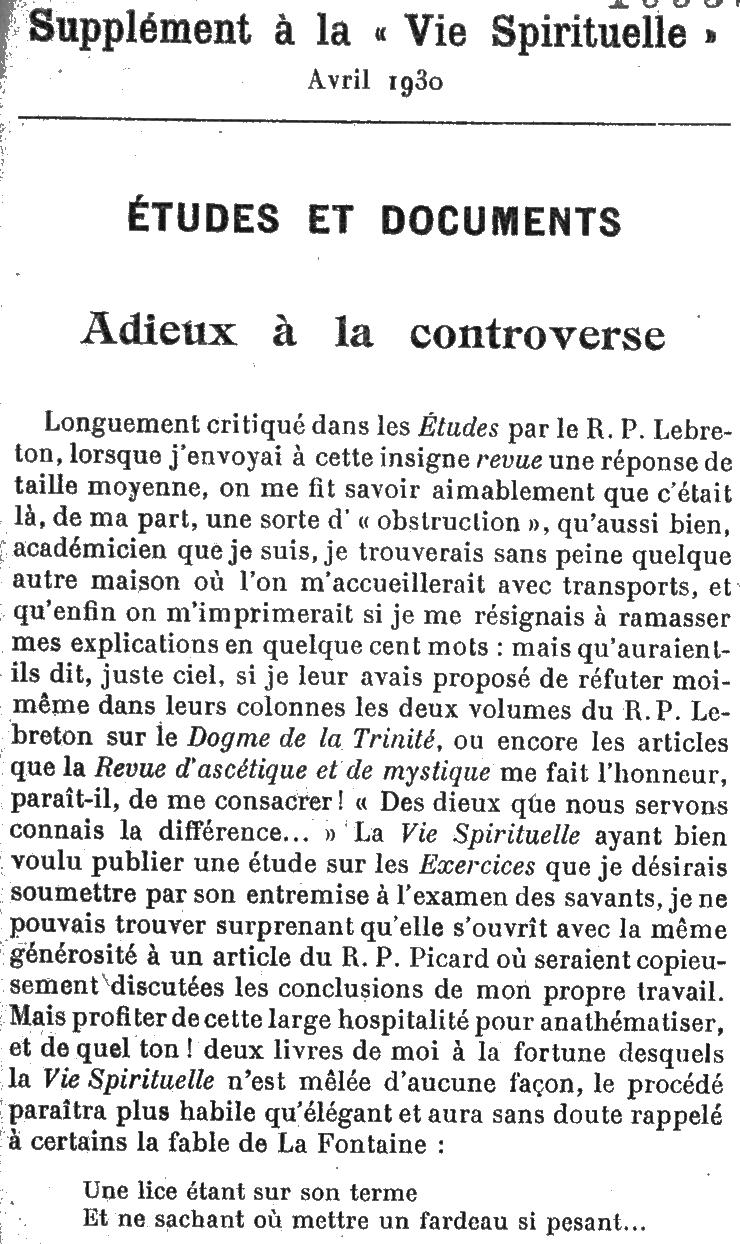 Supplément à la « Vie Spirituelle »
Avril 1930
ÉTUDES ET DOCUMENTS
Adieux à la controverse
Longuement critiqué dans les Études par le R. P. Lebre-
ton, lorsque j'envoyai à cette insigne revue une réponse de
taille moyenne, on me fit savoir aimablement que c'était
là, de ma part, une sorte d' « obstruction », qu'aussi bien,
académicien que je suis, je trouverais sans peine quelque
autre maison où l'on m'accueillerait avec transports, et
qu'enfin on m'imprimerait si je me résignais à ramasser
mes explications en quelque cent mots : mais qu'auraient-
ils dit, juste ciel, si je leur avais proposé de réfuter moi-
même dans leurs colonnes les deux volumes du R. P. Le-
breton sur le Dogme de la Trinité, ou encore les articles
que la Revue d'ascétique et de mystique me fait l'honneur,
paraît-il, de me consacrer ! « Des dieux que nous servons
connais la différence... » La Vie Spirituelle ayant bien
voulu publier une étude sur les Exercices que je désirais
soumettre par son entremise à l'examen des savants, je ne
pouvais trouver surprenant qu'elle s'ouvrît avec la même
générosité à un article du R. P. Picard où seraient copieu-
sement discutées les conclusions de mon propre travail.
Mais profiter de cette large hospitalité pour anathématiser,
et de quel ton ! deux livres de moi à la fortune desquels
la Vie Spirituelle n'est mêlée d'aucune façon, le procédé
paraîtra plus habile qu'élégant et aura sans doute rappelé
à certains la fable de La Fontaine :
Une lice étant sur son terme
Et ne sachant où mettre un fardeau si pesant...